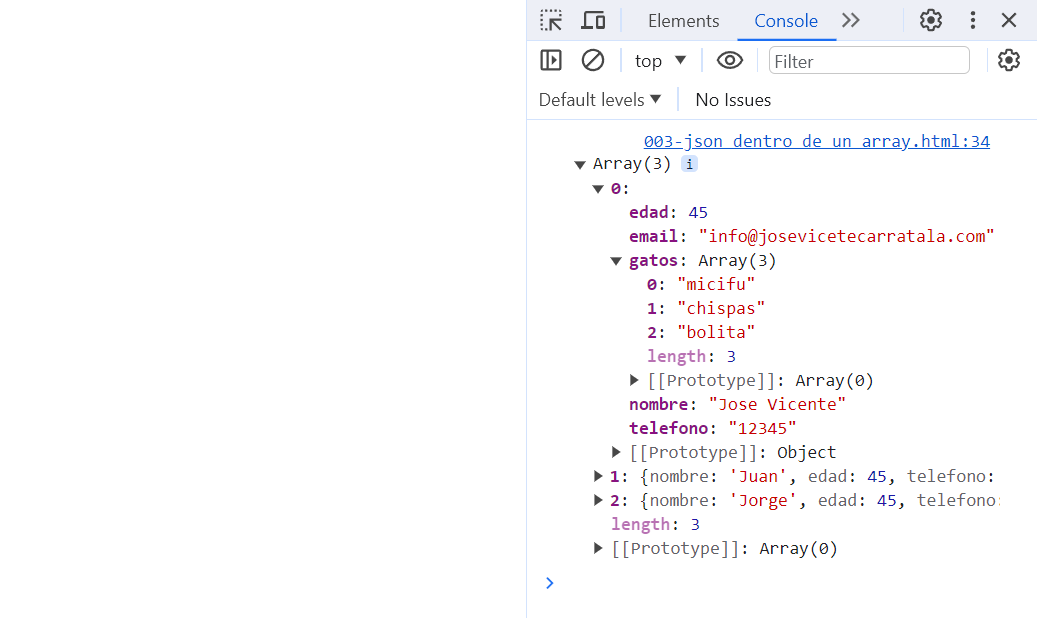 Elements Console
top Filter
Default levels No Issues
003-json dentro de un array.html:34
Array(3) i
0:
edad: 45
email: "info@josevicetecarratala.com"
gatos: Array(3)
0: "micifu"
1: "chispas"
2: "bolita"
length: 3
[[Prototype]]: Array(0)
nombre: "Jose Vicente"
telefono: "12345"
[[Prototype]]: Object
1: {nombre: 'Juan', edad: 45, telefono:
2: {nombre: 'Jorge', edad: 45, telefono:
length: 3
[[Prototype]]: Array(0)